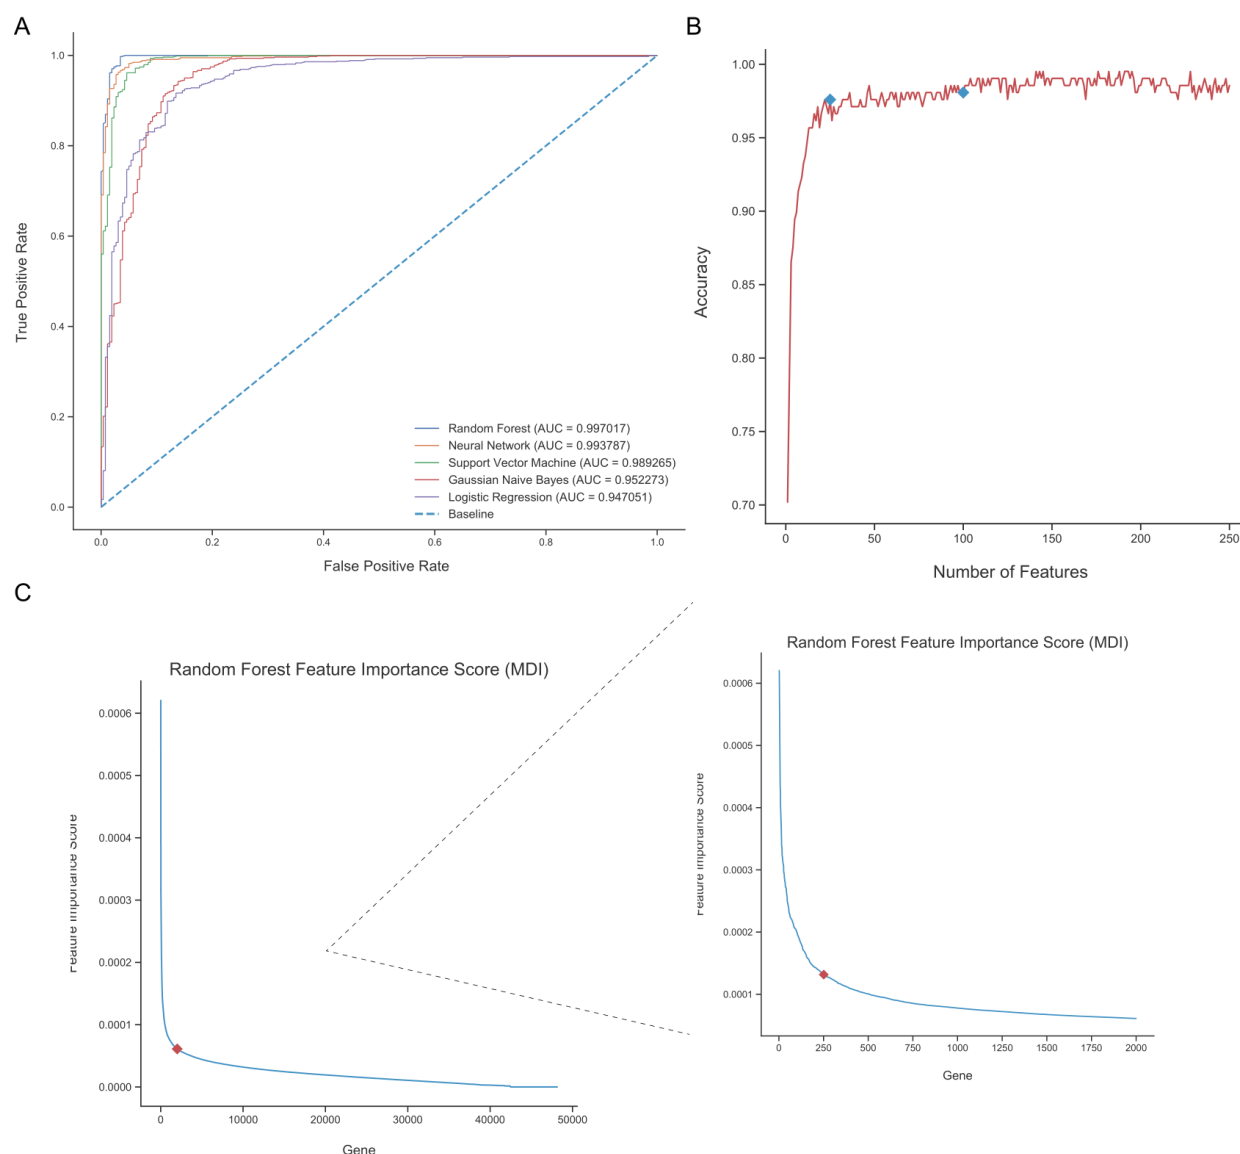 A
1.0
0.8
0.6
0.4
0.2
0.0
True Positive Rate
Random Forest (AUC = 0.997017)
Neural Network (AUC = 0.993787)
Support Vector Machine (AUC = 0.989265)
Gaussian Naive Bayes (AUC = 0.952273)
Logistic Regression (AUC = 0.947051)
Baseline
0.0 0.2 0.4 0.6 0.8 1.0
False Positive Rate
B
1.00
0.95
0.90
0.85
0.80
0.75
0.70
Accuracy
0 50 100 150 200 250
Number of Features
C
Random Forest Feature Importance Score (MDI)
0.0006
0.0005
0.0004
0.0003
0.0002
0.0001
0.0000
Feature Importance Score
0 10000 20000 30000 40000 50000
Gene
Random Forest Feature Importance Score (MDI)
0.0006
0.0005
0.0004
0.0003
0.0002
0.0001
Feature Importance Score
0 250 500 750 1000 1250 1500 1750 2000
Gene